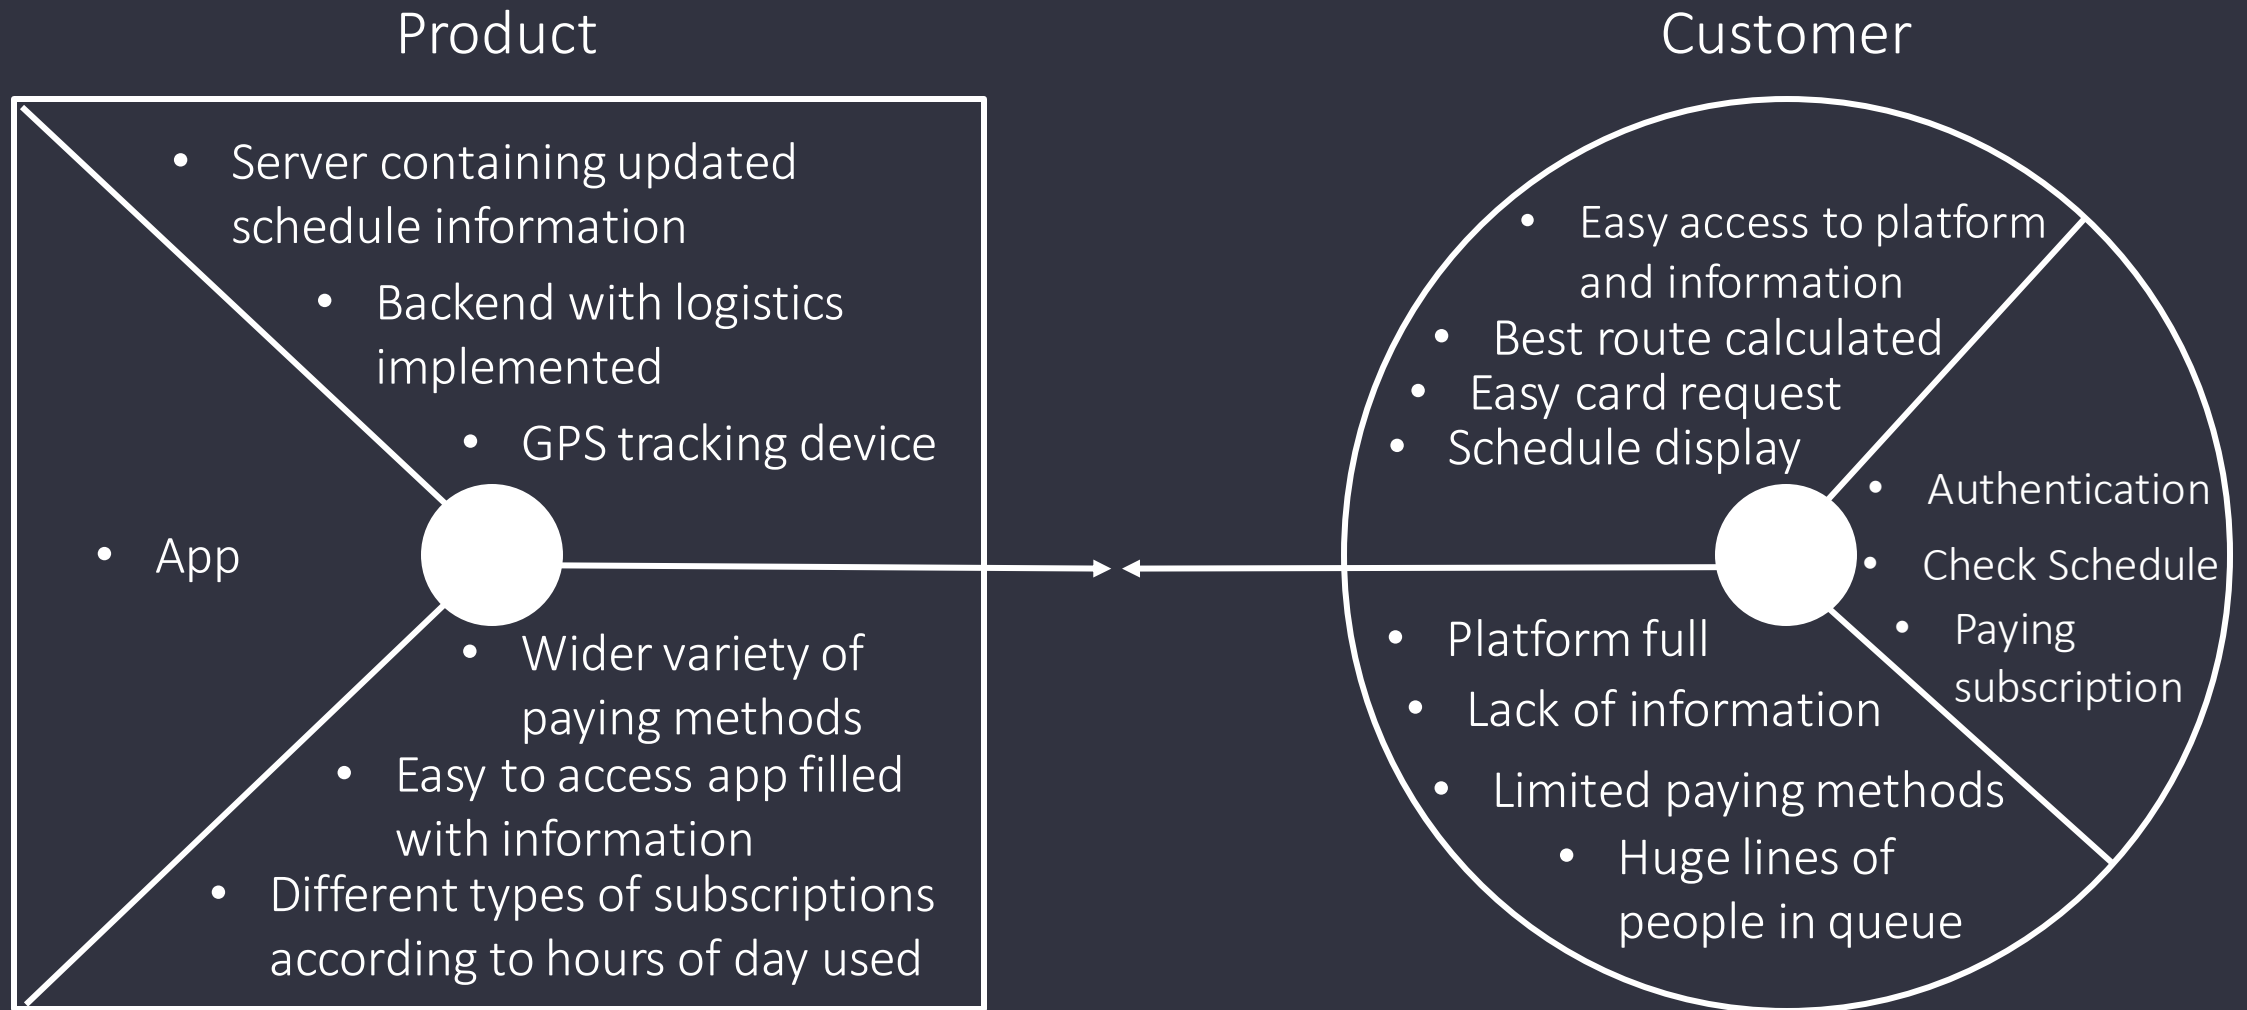 Product
Customer
• Server containing updated
schedule information
• Backend with logistics
implemented
• GPS tracking device
• App
• Wider variety of
paying methods
• Easy to access app filled
with information
• Different types of subscriptions
according to hours of day used
• Easy access to platform
and information
• Best route calculated
• Easy card request
• Schedule display
• Authentication
• Check Schedule
• Paying
subscription
• Platform full
• Lack of information
• Limited paying methods
• Huge lines of
people in queue